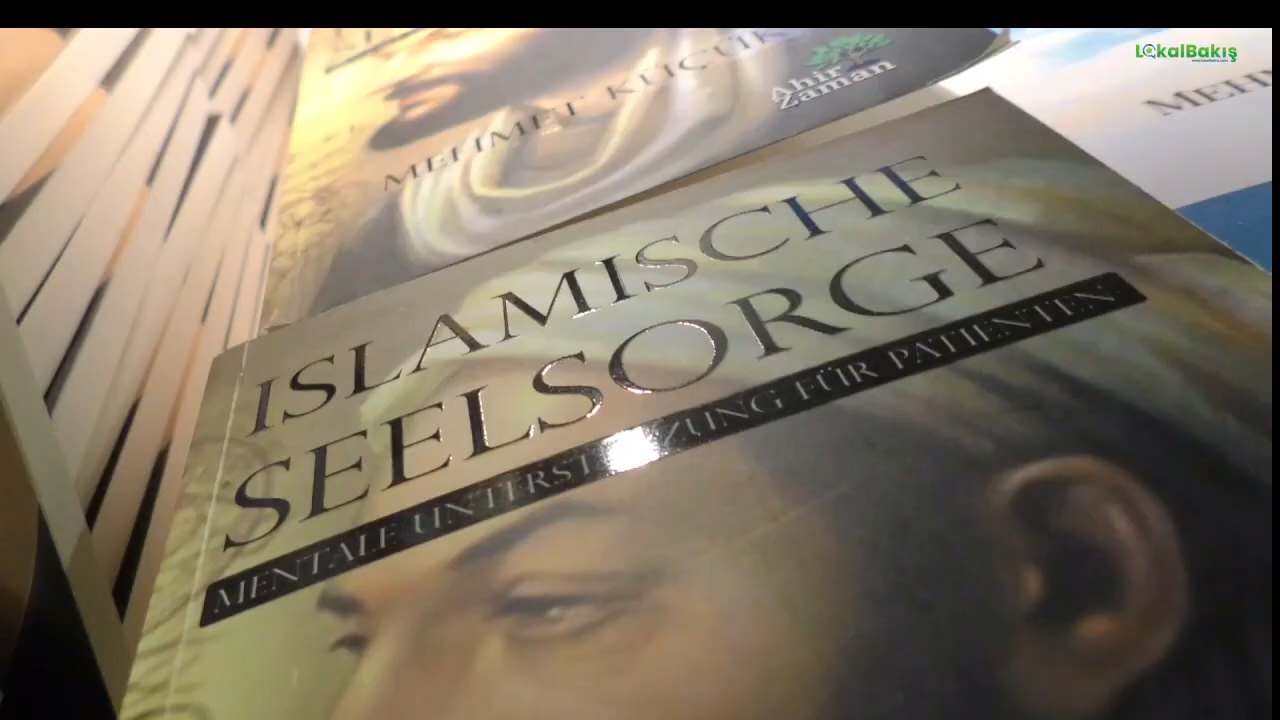 LOkalBakış
MEHMET KÜÇÜK
Ahir
Zaman
ISLAMISCHE
SEELSORGE
MENTALE UNTERSTÜTZUNG FÜR PATIENTEN